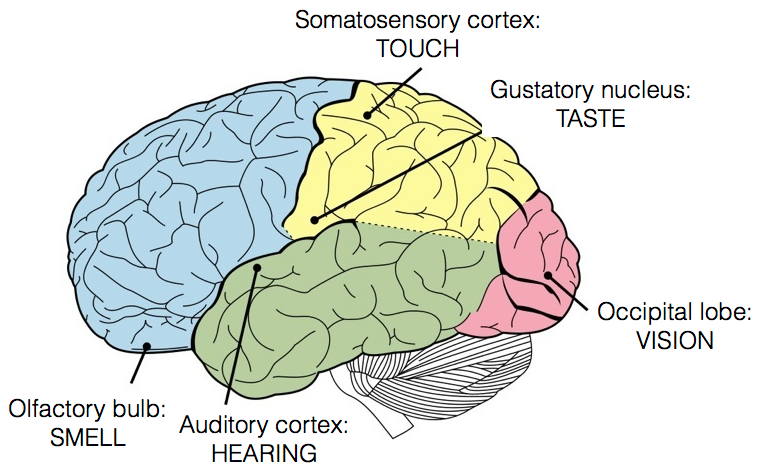 Somatosensory cortex:
TOUCH
Gustatory nucleus:
TASTE
Occipital lobe:
VISION
Olfactory bulb:
SMELL
Auditory cortex:
HEARING